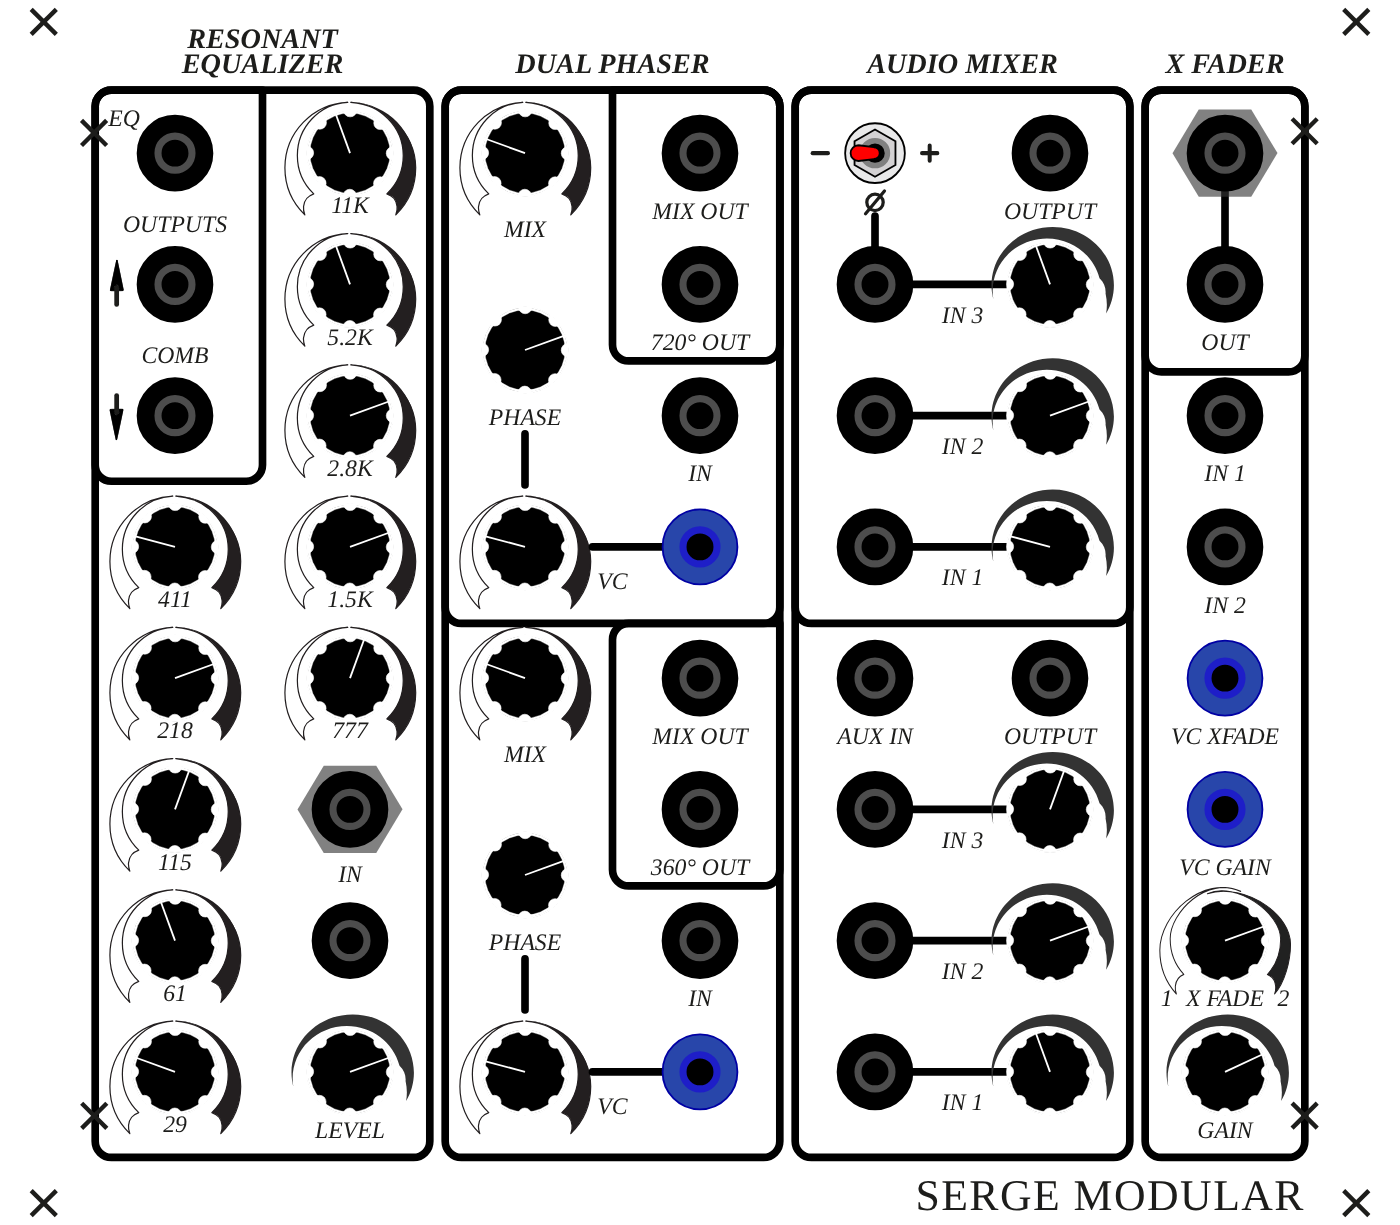 RESONANT
EQUALIZER
EQ
OUTPUTS
COMB
11K
5.2K
2.8K
411
1.5K
218
777
115
IN
61
29
LEVEL
DUAL PHASER
MIX
MIX OUT
720° OUT
PHASE
IN
VC
MIX
MIX OUT
360° OUT
PHASE
IN
VC
AUDIO MIXER
− +
Ø
OUTPUT
IN 3
IN 2
IN 1
AUX IN OUTPUT
IN 3
IN 2
IN 1
X FADER
OUT
IN 1
IN 2
VC XFADE
VC GAIN
1 X FADE 2
GAIN
SERGE MODULAR